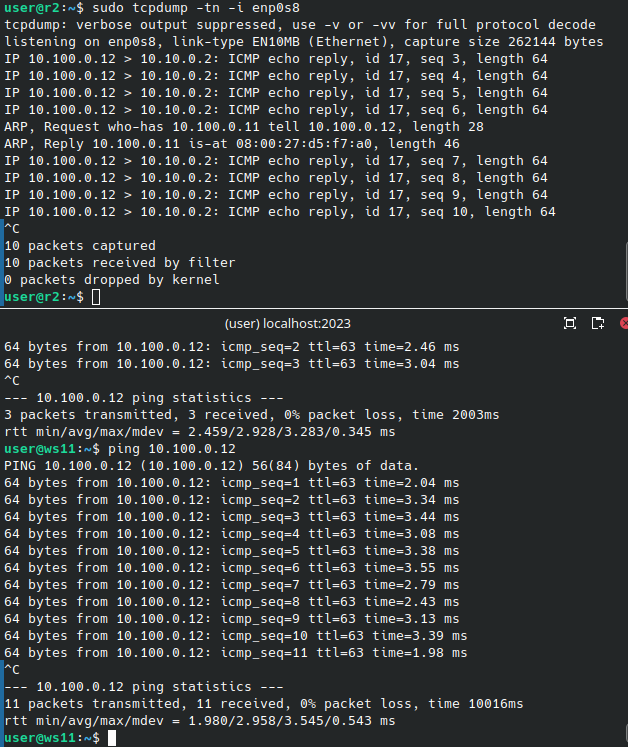 user@r2:~$ sudo tcpdump -tn -i enp0s8
tcpdump: verbose output suppressed, use -v or -vv for full protocol decode
listening on enp0s8, link-type EN10MB (Ethernet), capture size 262144 bytes
IP 10.100.0.12 > 10.10.0.2: ICMP echo reply, id 17, seq 3, length 64
IP 10.100.0.12 > 10.10.0.2: ICMP echo reply, id 17, seq 4, length 64
IP 10.100.0.12 > 10.10.0.2: ICMP echo reply, id 17, seq 5, length 64
IP 10.100.0.12 > 10.10.0.2: ICMP echo reply, id 17, seq 6, length 64
ARP, Request who-has 10.100.0.11 tell 10.100.0.12, length 28
ARP, Reply 10.100.0.11 is-at 08:00:27:d5:f7:a0, length 46
IP 10.100.0.12 > 10.10.0.2: ICMP echo reply, id 17, seq 7, length 64
IP 10.100.0.12 > 10.10.0.2: ICMP echo reply, id 17, seq 8, length 64
IP 10.100.0.12 > 10.10.0.2: ICMP echo reply, id 17, seq 9, length 64
IP 10.100.0.12 > 10.10.0.2: ICMP echo reply, id 17, seq 10, length 64
^C
10 packets captured
10 packets received by filter
0 packets dropped by kernel
user@r2:~$
(user) localhost:2023
64 bytes from 10.100.0.12: icmp_seq=2 ttl=63 time=2.46 ms
64 bytes from 10.100.0.12: icmp_seq=3 ttl=63 time=3.04 ms
^C
--- 10.100.0.12 ping statistics ---
3 packets transmitted, 3 received, 0% packet loss, time 2003ms
rtt min/avg/max/mdev = 2.459/2.928/3.283/0.345 ms
user@ws11:~$ ping 10.100.0.12
PING 10.100.0.12 (10.100.0.12) 56(84) bytes of data.
64 bytes from 10.100.0.12: icmp_seq=1 ttl=63 time=2.04 ms
64 bytes from 10.100.0.12: icmp_seq=2 ttl=63 time=3.34 ms
64 bytes from 10.100.0.12: icmp_seq=3 ttl=63 time=3.44 ms
64 bytes from 10.100.0.12: icmp_seq=4 ttl=63 time=3.08 ms
64 bytes from 10.100.0.12: icmp_seq=5 ttl=63 time=3.38 ms
64 bytes from 10.100.0.12: icmp_seq=6 ttl=63 time=3.55 ms
64 bytes from 10.100.0.12: icmp_seq=7 ttl=63 time=2.79 ms
64 bytes from 10.100.0.12: icmp_seq=8 ttl=63 time=2.43 ms
64 bytes from 10.100.0.12: icmp_seq=9 ttl=63 time=3.13 ms
64 bytes from 10.100.0.12: icmp_seq=10 ttl=63 time=3.39 ms
64 bytes from 10.100.0.12: icmp_seq=11 ttl=63 time=1.98 ms
^C
--- 10.100.0.12 ping statistics ---
11 packets transmitted, 11 received, 0% packet loss, time 10016ms
rtt min/avg/max/mdev = 1.980/2.958/3.545/0.543 ms
user@ws11:~$